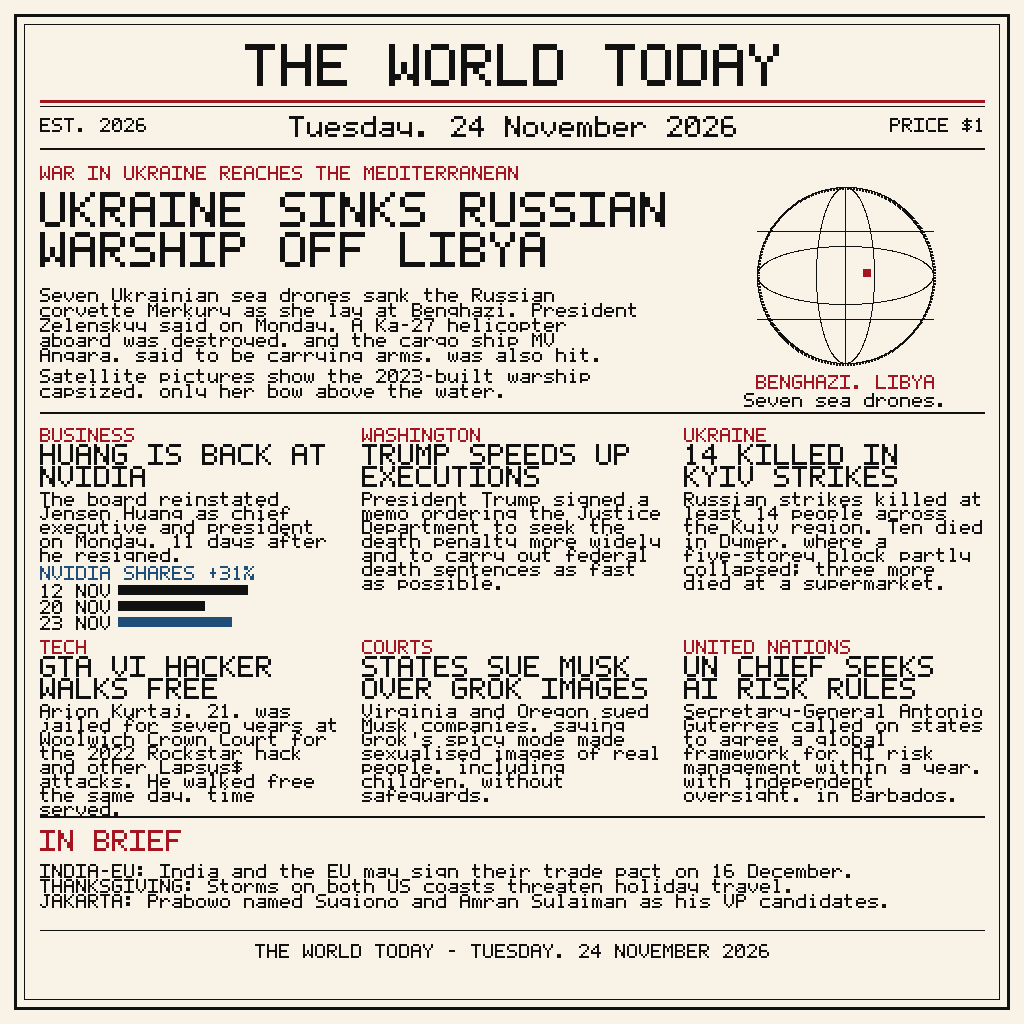 THE WORLD TODAY
EST. 2026
Tuesday. 24 November 2026
PRICE $1
WAR IN UKRAINE REACHES THE MEDITERRANEAN
UKRAINE SINKS RUSSIAN
WARSHIP OFF LIBYA
Seven Ukrainian sea drones sank the Russian
corvette Merkury as she lay at Benghazi. President
Zelenskyy said on Monday. A Ka-27 helicopter
aboard was destroyed. and the cargo ship MV
Angara. said to be carrying arms. was also hit.
Satellite pictures show the 2023-built warship
capsized. only her bow above the water.
BENGHAZI. LIBYA
Seven sea drones.
BUSINESS
HUANG IS BACK AT
NVIDIA
The board reinstated
Jensen Huang as chief
executive and president
on Monday. 11 days after
he resigned.
NVIDIA SHARES +31%
12 NOV
20 NOV
23 NOV
WASHINGTON
TRUMP SPEEDS UP
EXECUTIONS
President Trump signed a
memo ordering the Justice
Department to seek the
death penalty more widely
and to carry out federal
death sentences as fast
as possible.
UKRAINE
14 KILLED IN
KYIV STRIKES
Russian strikes killed at
least 14 people across
the Kyiv region. Ten died
in Dymer. where a
five-storey block partly
collapsed; three more
died at a supermarket.
TECH
GTA VI HACKER
WALKS FREE
Arion Kurtaj. 21. was
jailed for seven years at
Woolwich Crown Court for
the 2022 Rockstar hack
and other Lapsus$
attacks. He walked free
the same day. time
served.
COURTS
STATES SUE MUSK
OVER GROK IMAGES
Virginia and Oregon sued
Musk companies. saying
Grok's spicy mode made
sexualised images of real
people. including
children. without
safeguards.
UNITED NATIONS
UN CHIEF SEEKS
AI RISK RULES
Secretary-General Antonio
Guterres called on states
to agree a global
framework for AI risk
management within a year.
with independent
oversight. in Barbados.
IN BRIEF
INDIA-EU: India and the EU may sign their trade pact on 16 December.
THANKSGIVING: Storms on both US coasts threaten holiday travel.
JAKARTA: Prabowo named Sugiono and Amran Sulaiman as his VP candidates.
THE WORLD TODAY - TUESDAY. 24 NOVEMBER 2026